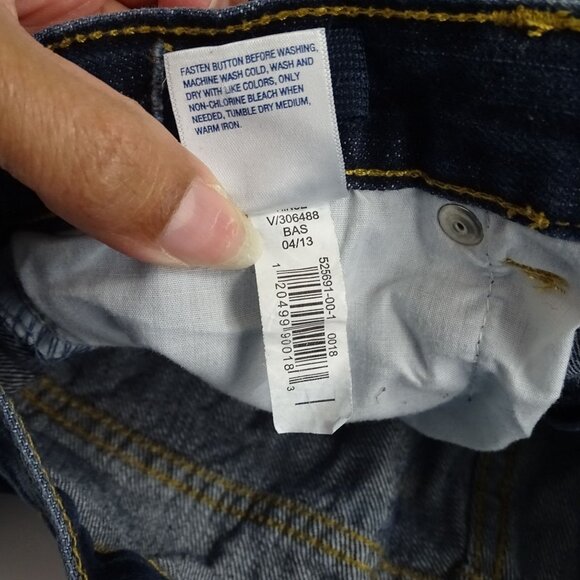 FASTEN BUTTON BEFORE WASHING,
MACHINE WASH COLD, WASH AND
DRY WITH LIKE COLORS, ONLY
NON-CHLORINE BLEACH WHEN
NEEDED, TUMBLE DRY MEDIUM,
WARM IRON.
V/306488
BAS
04/13
525691-00-1 0018
1 20499 90018 3